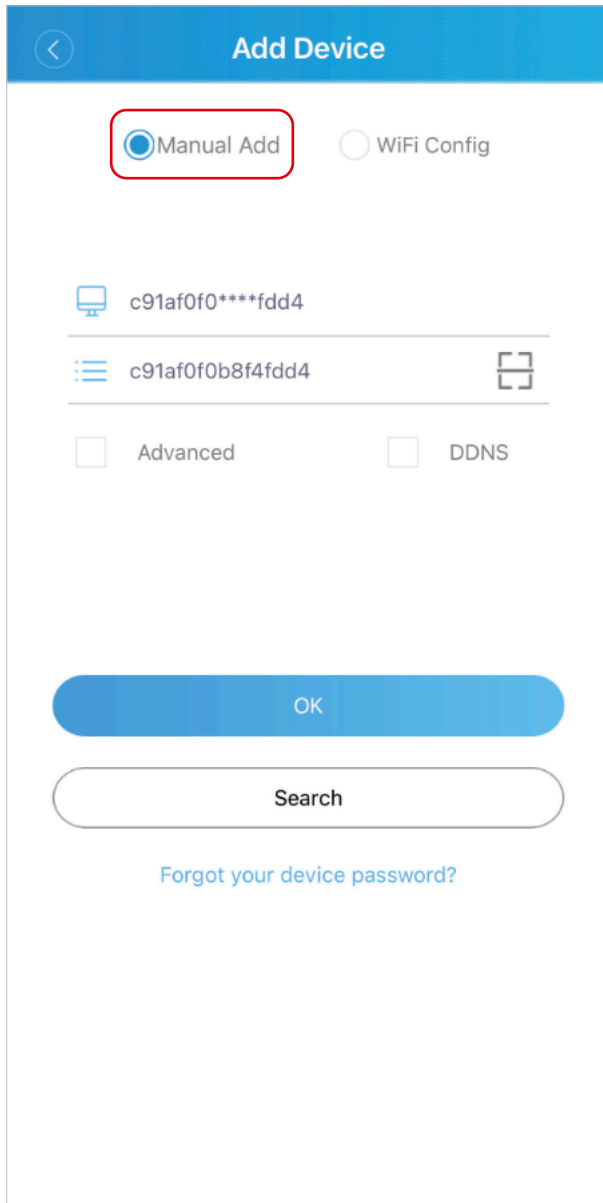 Add Device
Manual Add WiFi Config
c91af0f0****fdd4
c91af0f0b8f4fdd4
Advanced DDNS
OK
Search
Forgot your device password?